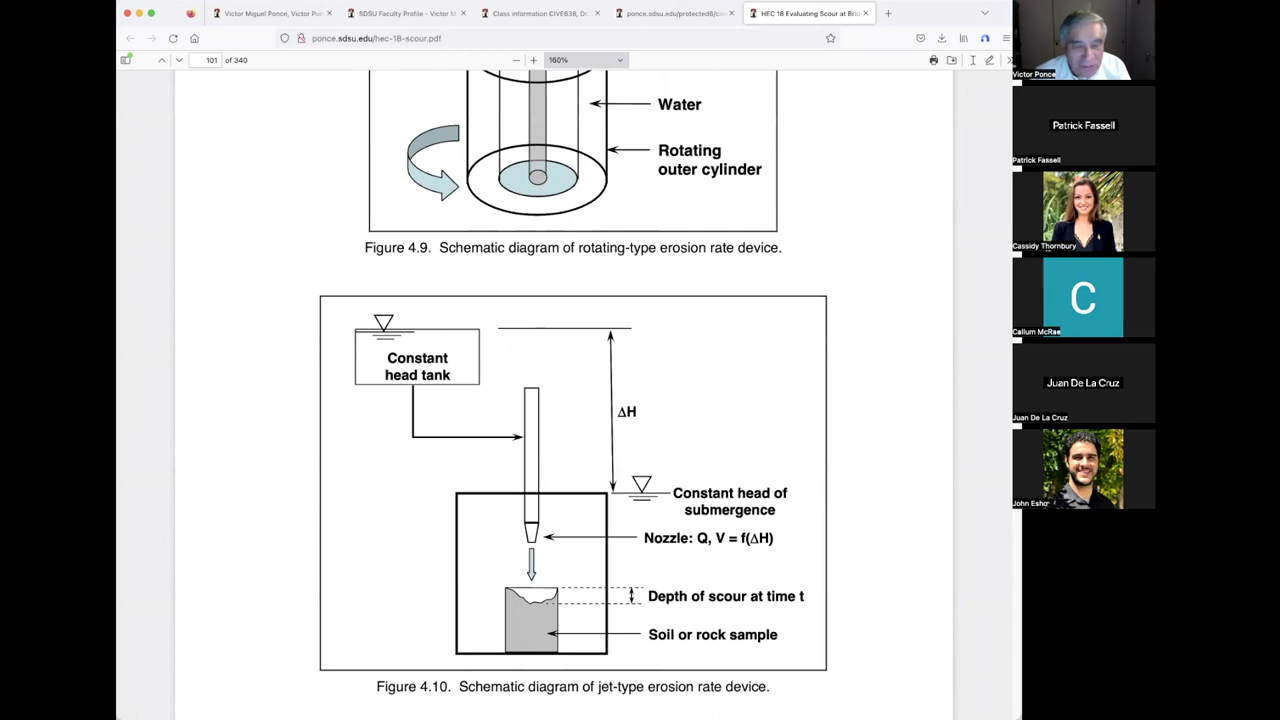 Victor Miguel Ponce, Victor Pon
SDSU Faculty Profile - Victor M
Class information CIVE638, Dr.
ponce.sdsu.edu/protected8/civ
HEC 18 Evaluating Scour at Brid
ponce.sdsu.edu/hec-18-scour.pdf
101 of 340
160%
Water
Rotating
outer cylinder
Figure 4.9. Schematic diagram of rotating-type erosion rate device.
Constant
head tank
ΔH
Constant head of
submergence
Nozzle: Q, V = f(ΔH)
Depth of scour at time t
Soil or rock sample
Figure 4.10. Schematic diagram of jet-type erosion rate device.
Victor Ponce
Patrick Fassell
Patrick Fassell
Cassidy Thornbury
C
Callum McRae
Juan De La Cruz
Juan De La Cruz
John Esho